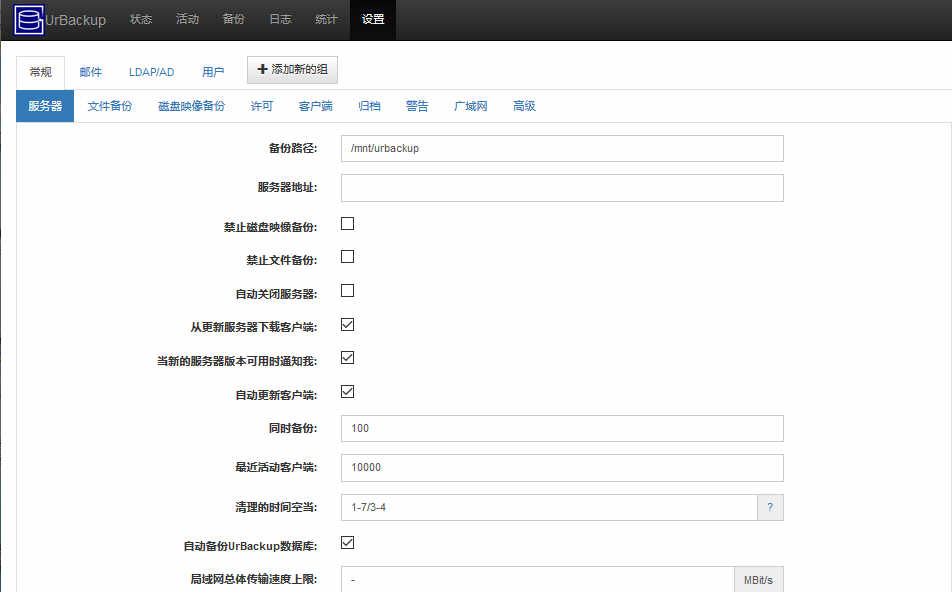 UrBackup 状态 活动 备份 日志 统计 设置
常规 邮件 LDAP/AD 用户 +添加新的组
服务器 文件备份 磁盘映像备份 许可 客户端 归档 警告 广域网 高级
备份路径: /mnt/urbackup
服务器地址:
禁止磁盘映像备份:
禁止文件备份:
自动关闭服务器:
从更新服务器下载客户端:
当新的服务器版本可用时通知我:
自动更新客户端:
同时备份: 100
最近活动客户端: 10000
清理的时间空当: 1-7/3-4 ?
自动备份UrBackup数据库:
局域网总体传输速度上限: - MBit/s